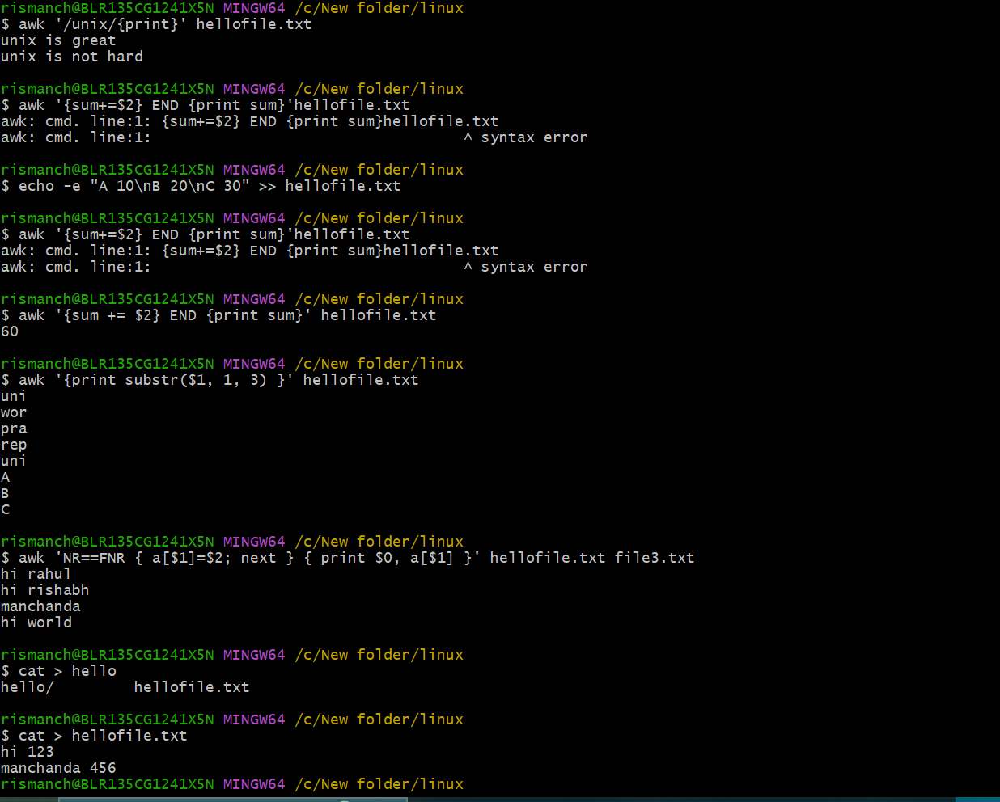 rismanch@BLR135CG1241X5N MINGW64 /c/New folder/linux
$ awk '/unix/{print}' hellofile.txt
unix is great
unix is not hard
rismanch@BLR135CG1241X5N MINGW64 /c/New folder/linux
$ awk '{sum+=$2} END {print sum}'hellofile.txt
awk: cmd. line:1: {sum+=$2} END {print sum}hellofile.txt
awk: cmd. line:1:                                   ^ syntax error
rismanch@BLR135CG1241X5N MINGW64 /c/New folder/linux
$ echo -e "A 10\nB 20\nC 30" >> hellofile.txt
rismanch@BLR135CG1241X5N MINGW64 /c/New folder/linux
$ awk '{sum+=$2} END {print sum}'hellofile.txt
awk: cmd. line:1: {sum+=$2} END {print sum}hellofile.txt
awk: cmd. line:1:                                   ^ syntax error
rismanch@BLR135CG1241X5N MINGW64 /c/New folder/linux
$ awk '{sum += $2} END {print sum}' hellofile.txt
60
rismanch@BLR135CG1241X5N MINGW64 /c/New folder/linux
$ awk '{print substr($1, 1, 3) }' hellofile.txt
uni
wor
pra
rep
uni
A
B
C
rismanch@BLR135CG1241X5N MINGW64 /c/New folder/linux
$ awk 'NR==FNR { a[$1]=$2; next } { print $0, a[$1] }' hellofile.txt file3.txt
hi rahul
hi rishabh
manchanda
hi world
rismanch@BLR135CG1241X5N MINGW64 /c/New folder/linux
$ cat > hello
hello/         hellofile.txt
rismanch@BLR135CG1241X5N MINGW64 /c/New folder/linux
$ cat > hellofile.txt
hi 123
manchanda 456
rismanch@BLR135CG1241X5N MINGW64 /c/New folder/linux